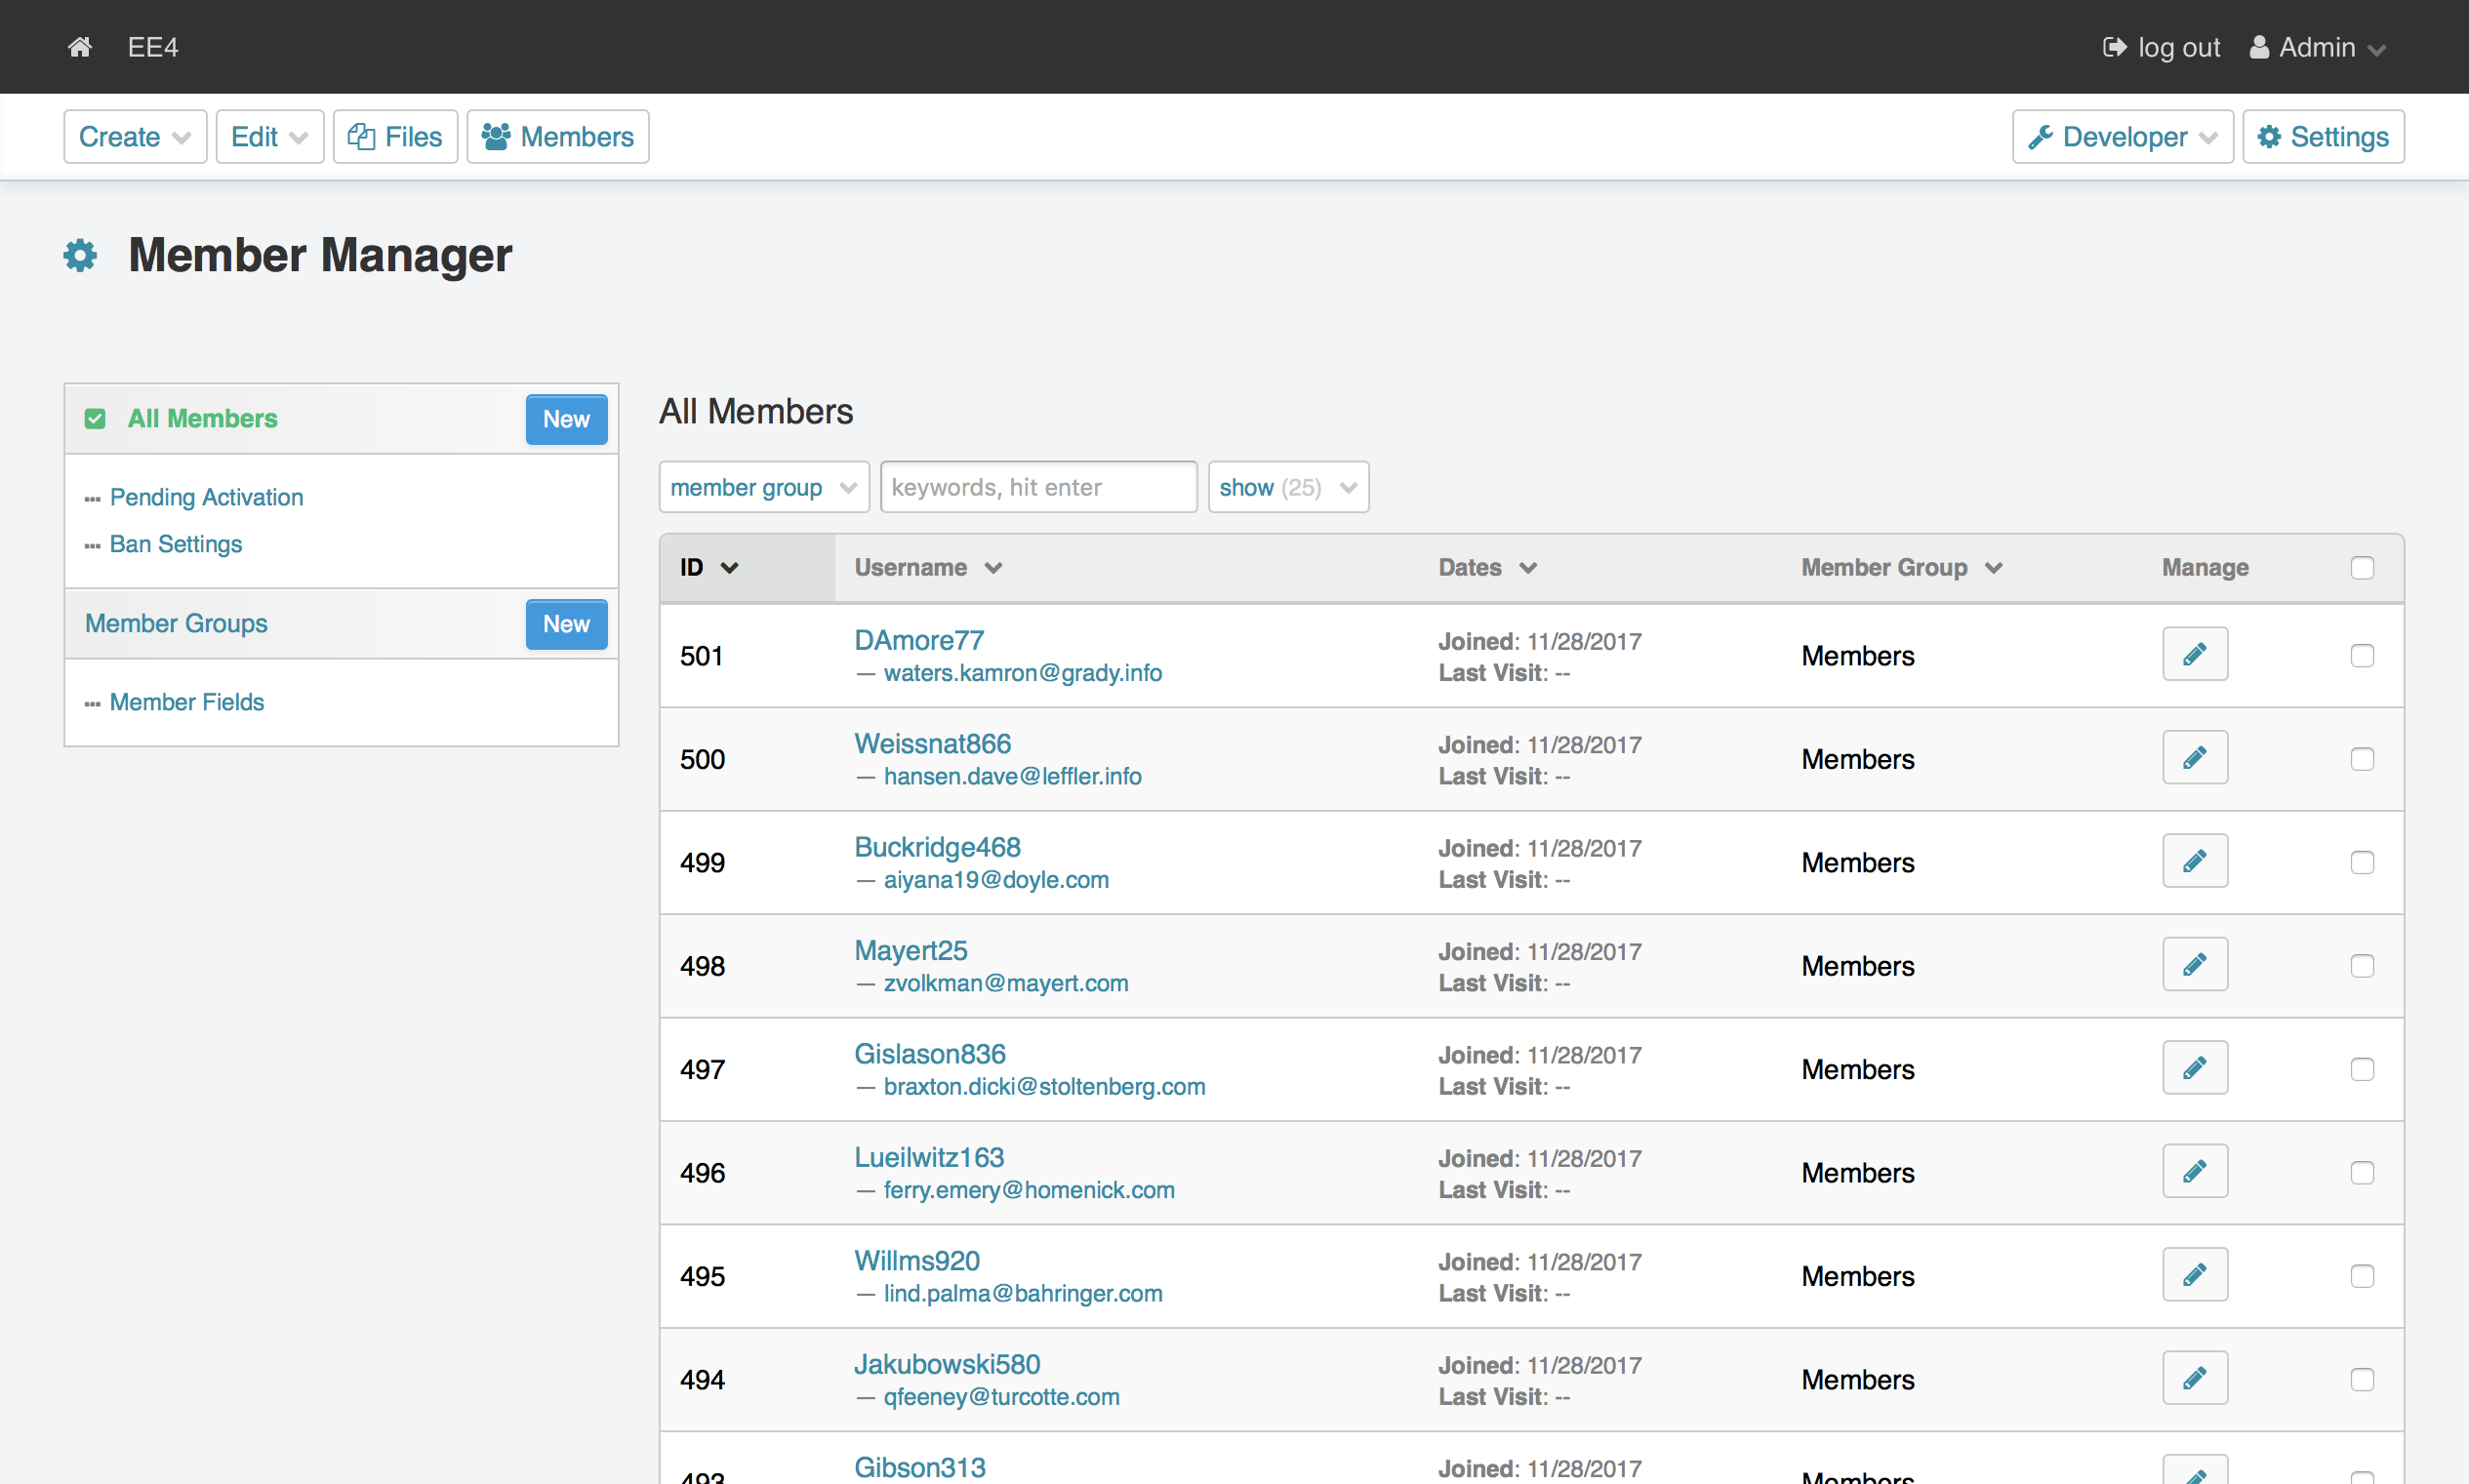 EE4
log out
Admin
Create
Edit
Files
Members
Developer
Settings
Member Manager
All Members
New
Pending Activation
Ban Settings
Member Groups
New
Member Fields
All Members
member group
keywords, hit enter
show (25)
ID
Username
Dates
Member Group
Manage
501
DAmore77
— waters.kamron@grady.info
Joined: 11/28/2017
Last Visit: --
Members
500
Weissnat866
— hansen.dave@leffler.info
Joined: 11/28/2017
Last Visit: --
Members
499
Buckridge468
— aiyana19@doyle.com
Joined: 11/28/2017
Last Visit: --
Members
498
Mayert25
— zvolkman@mayert.com
Joined: 11/28/2017
Last Visit: --
Members
497
Gislason836
— braxton.dicki@stoltenberg.com
Joined: 11/28/2017
Last Visit: --
Members
496
Lueilwitz163
— ferry.emery@homenick.com
Joined: 11/28/2017
Last Visit: --
Members
495
Willms920
— lind.palma@bahringer.com
Joined: 11/28/2017
Last Visit: --
Members
494
Jakubowski580
— qfeeney@turcotte.com
Joined: 11/28/2017
Last Visit: --
Members
493
Gibson313
Joined: 11/28/2017
Members